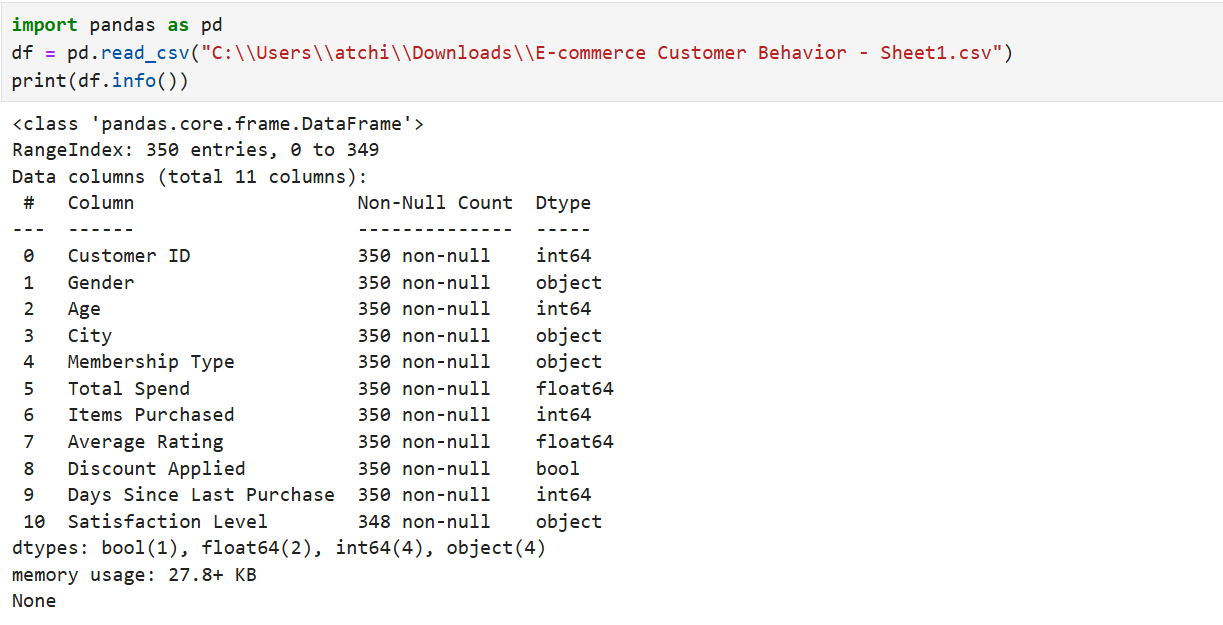 import pandas as pd
df = pd.read_csv("C:\\Users\\atchi\\Downloads\\E-commerce Customer Behavior - Sheet1.csv")
print(df.info())
<class 'pandas.core.frame.DataFrame'>
RangeIndex: 350 entries, 0 to 349
Data columns (total 11 columns):
 #   Column                    Non-Null Count  Dtype
---  ------                    --------------  -----
 0   Customer ID               350 non-null    int64
 1   Gender                    350 non-null    object
 2   Age                       350 non-null    int64
 3   City                      350 non-null    object
 4   Membership Type           350 non-null    object
 5   Total Spend               350 non-null    float64
 6   Items Purchased           350 non-null    int64
 7   Average Rating            350 non-null    float64
 8   Discount Applied          350 non-null    bool
 9   Days Since Last Purchase  350 non-null    int64
 10  Satisfaction Level        348 non-null    object
dtypes: bool(1), float64(2), int64(4), object(4)
memory usage: 27.8+ KB
None